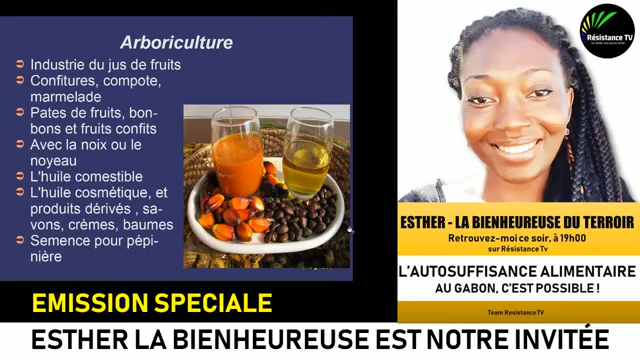 Arboriculture
Industrie du jus de fruits
Confitures, compote,
marmelade
Pates de fruits, bon-
bons et fruits confits
Avec la noix ou le
noyeau
L'huile comestible
L'huile cosmétique, et
produits dérivés , sa-
vons, crèmes, baumes
Semence pour pépi-
nière
Résistance TV
ESTHER - LA BIENHEUREUSE DU TERROIR
Retrouvez-moi ce soir, à 19h00
sur Résistance Tv
L'AUTOSUFFISANCE ALIMENTAIRE
AU GABON, C'EST POSSIBLE !
Team ResistanceTV
EMISSION SPECIALE
ESTHER LA BIENHEUREUSE EST NOTRE INVITÉE